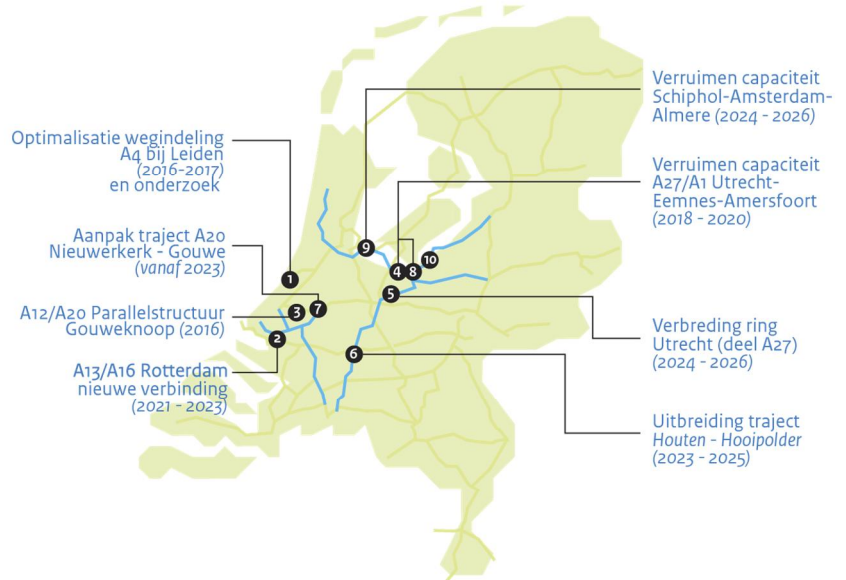 Optimalisatie wegindeling
A4 bij Leiden
(2016-2017)
en onderzoek
Aanpak traject A20
Nieuwerkerk - Gouwe
(vanaf 2023)
A12/A20 Parallelstructuur
Gouweknoop (2016)
A13/A16 Rotterdam
nieuwe verbinding
(2021 - 2023)
Verruimen capaciteit
Schiphol-Amsterdam-
Almere (2024 - 2026)
Verruimen capaciteit
A27/A1 Utrecht-
Eemnes-Amersfoort
(2018 - 2020)
Verbreding ring
Utrecht (deel A27)
(2024 - 2026)
Uitbreiding traject
Houten - Hooipolder
(2023 - 2025)
9
10
4
8
1
5
3
7
2
6